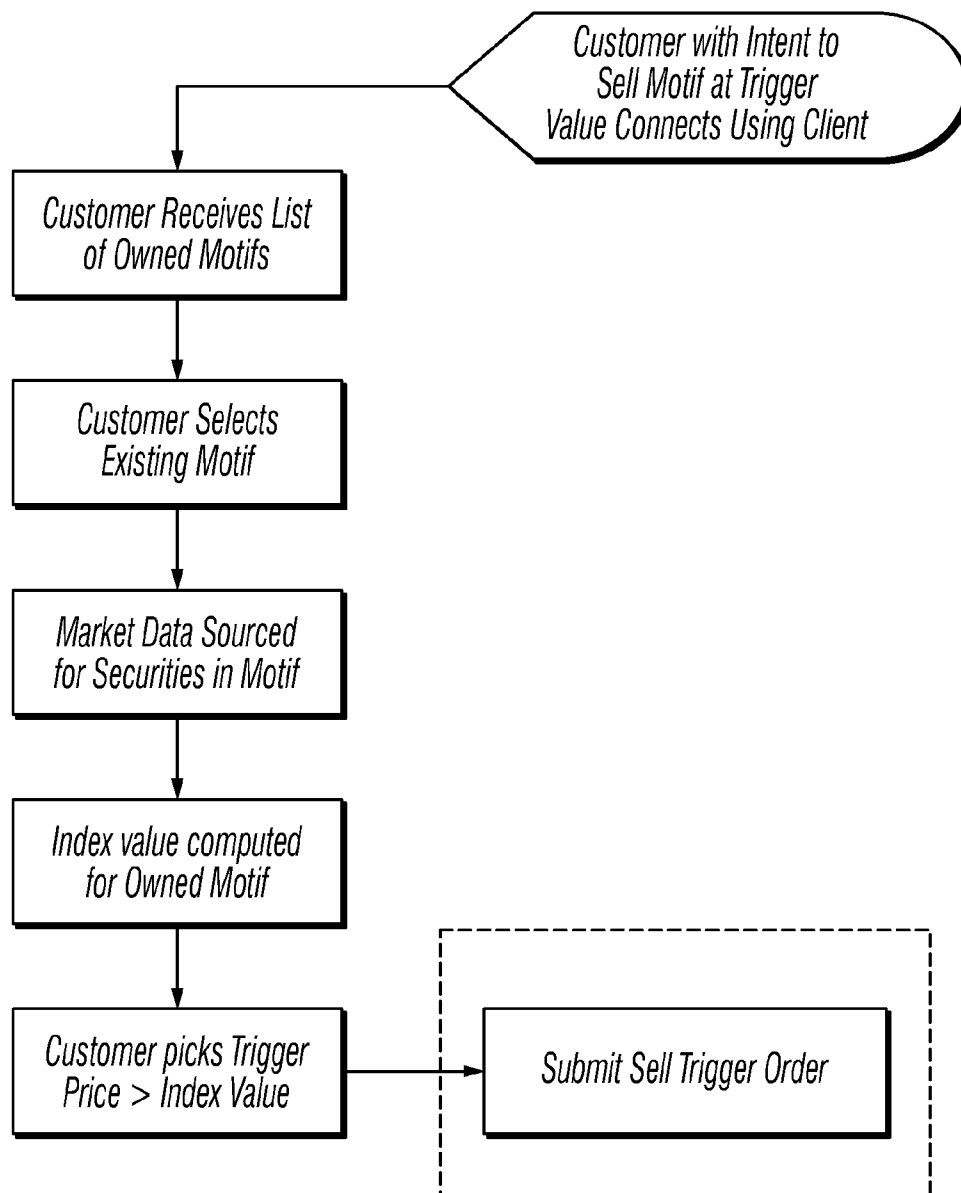 Customer with Intent to
Sell Motif at Trigger
Value Connects Using Client
Customer Receives List
of Owned Motifs
Customer Selects
Existing Motif
Market Data Sourced
for Securities in Motif
Index value computed
for Owned Motif
Customer picks Trigger
Price > Index Value
Submit Sell Trigger Order